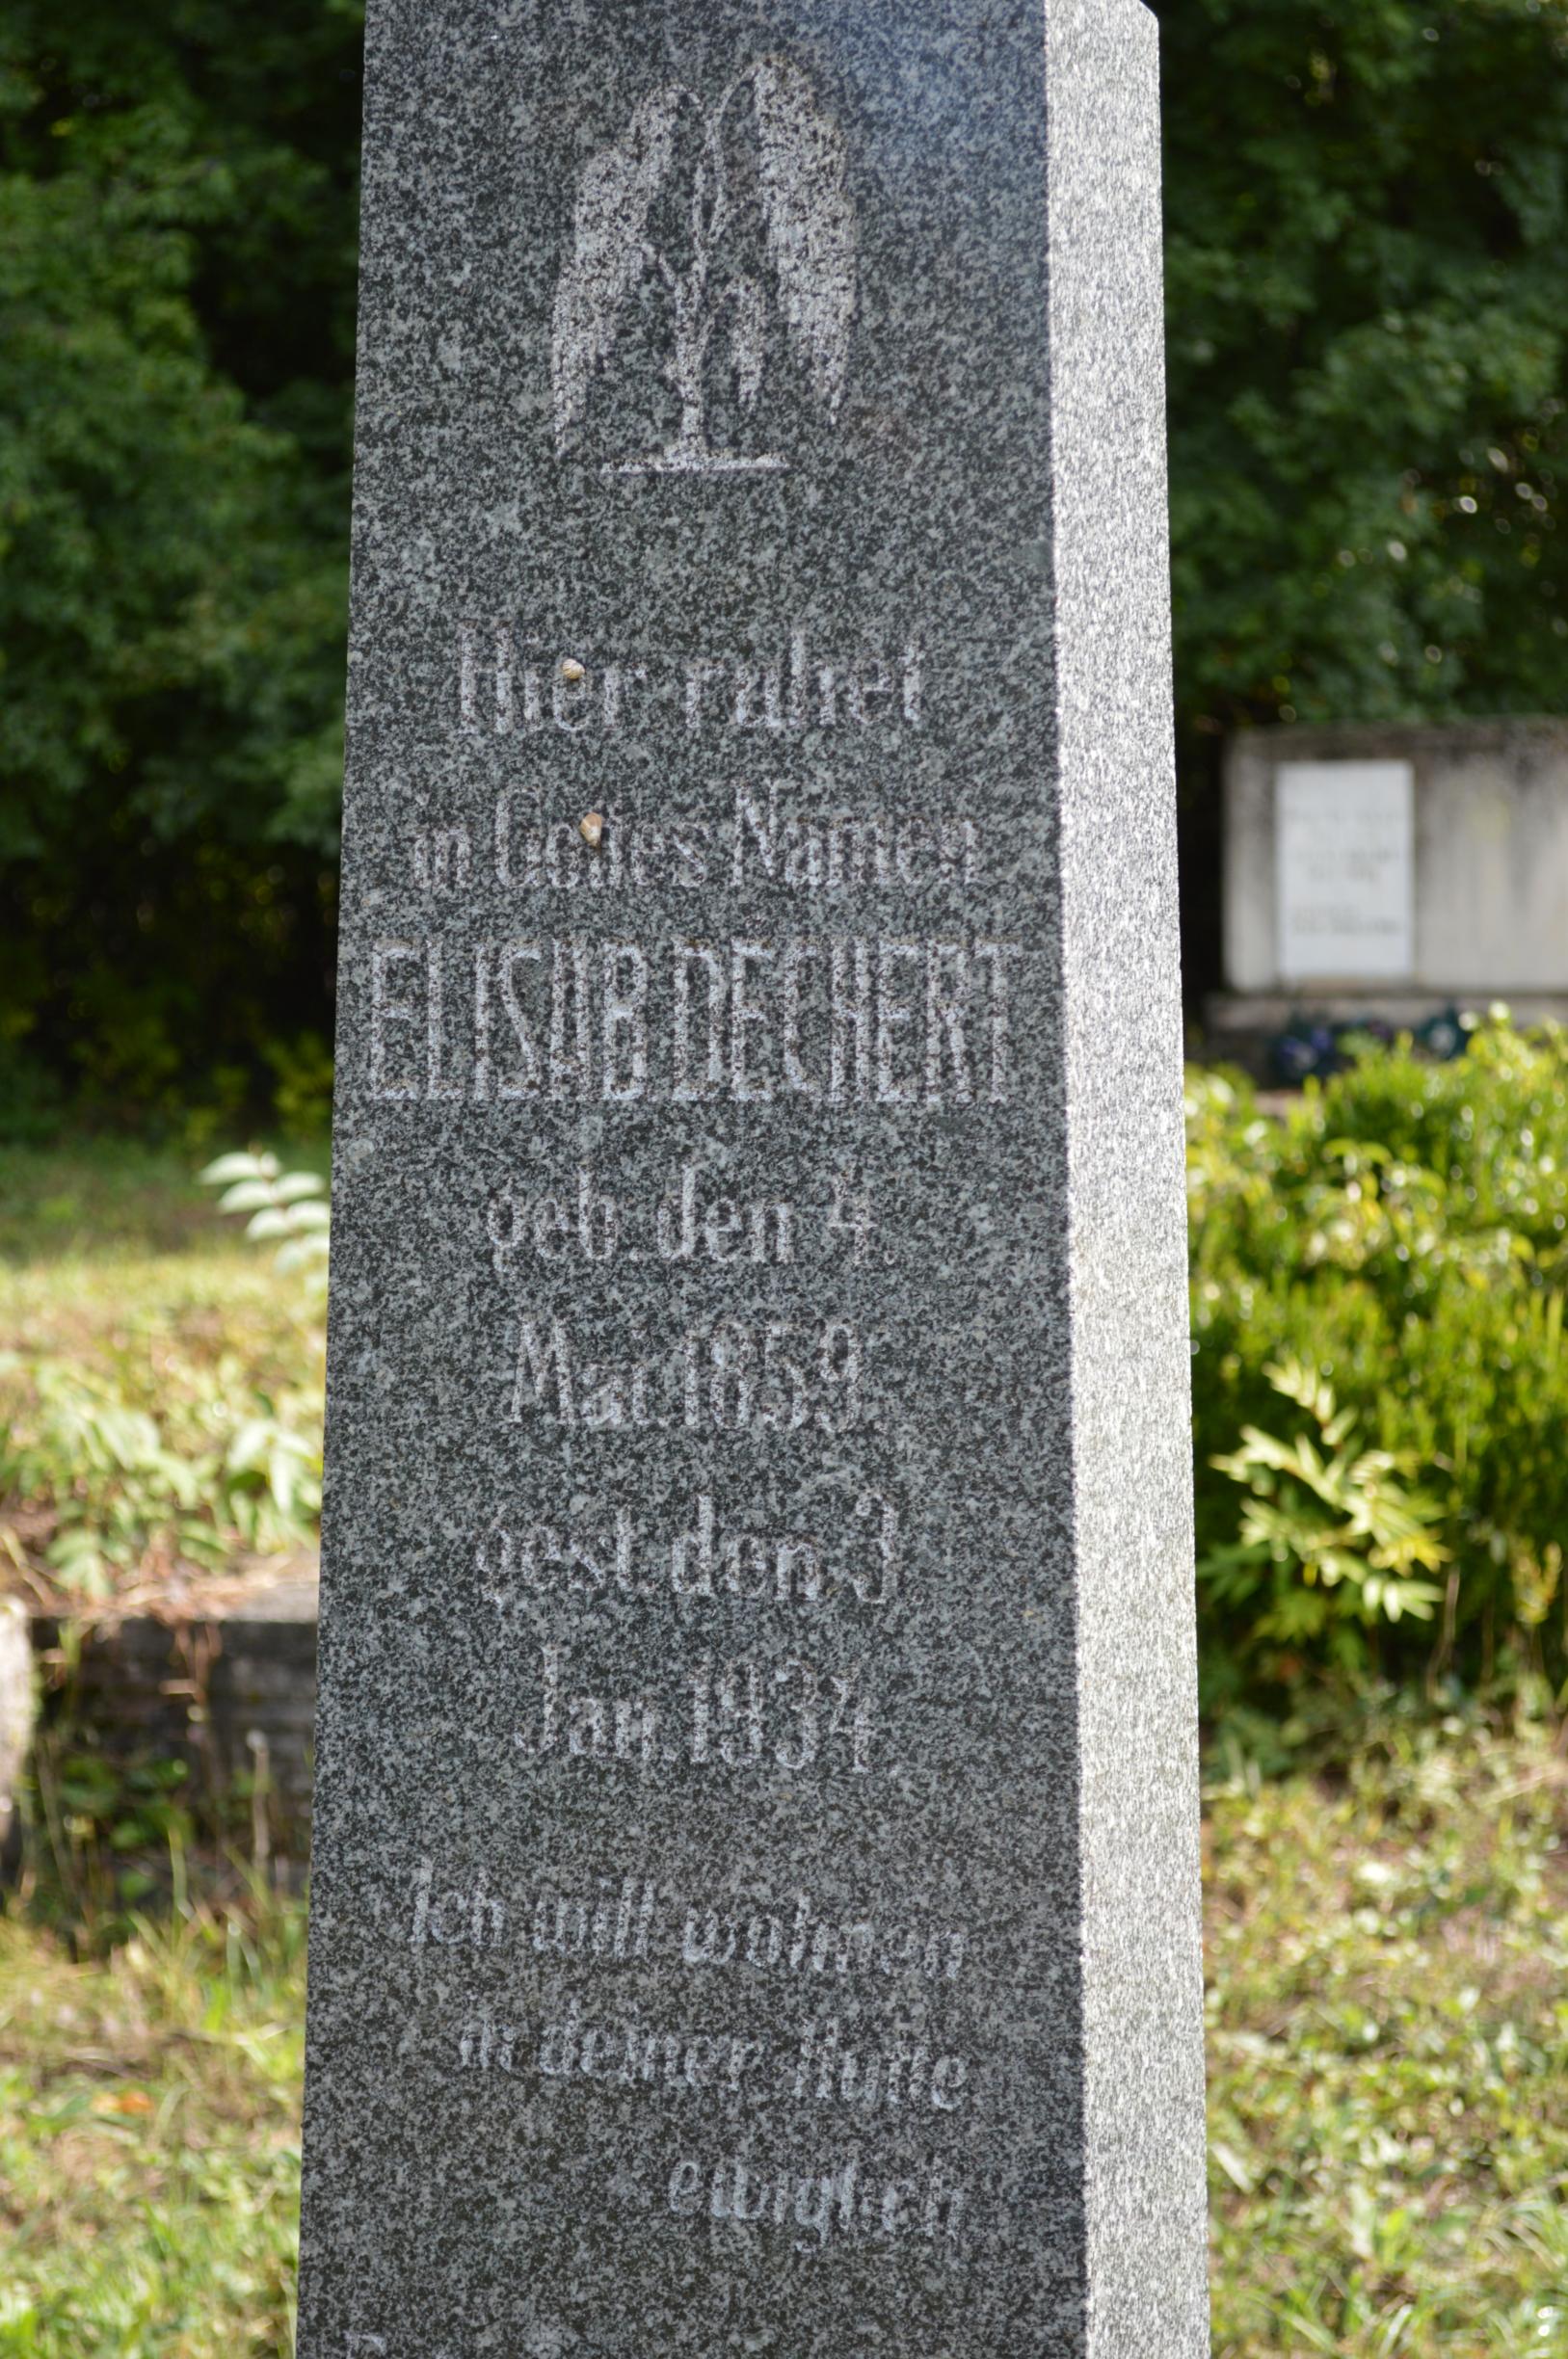 Hier ruhet
in Gottes Namen
ELISAB DECHERT
geb. den 4.
Mai. 1859.
gest. den 3.
Jan. 1934.
Ich will wohnen
in deiner Hütte
ewiglich